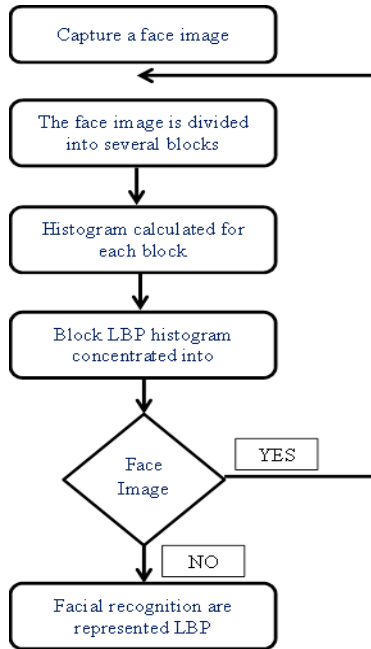 Capture a face image
The face image is divided
into several blocks
Histogram calculated for
each block
Block LBP histogram
concentrated into
Face
Image
YES
NO
Facial recognition are
represented LBP